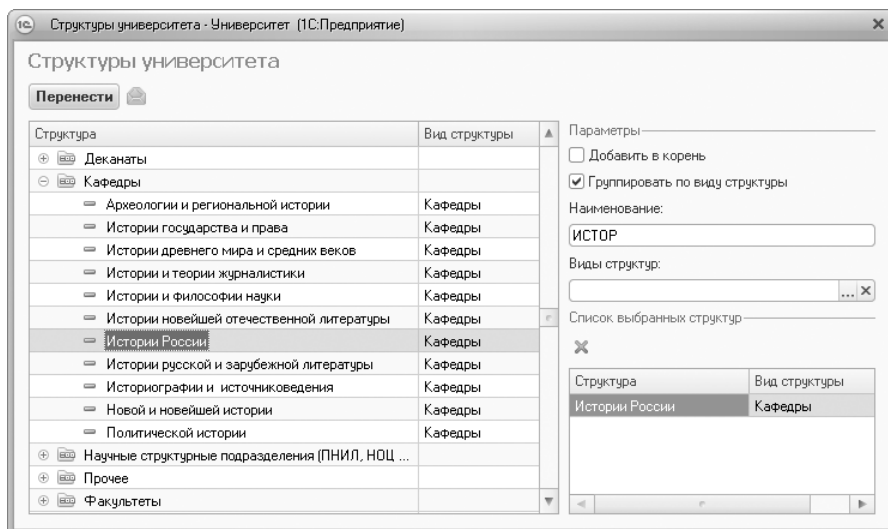 1С Структуры университета - Университет (1С:Предприятие)
Структуры университета
Перенести
Структура Вид структуры
Деканаты
Кафедры
Археологии и региональной истории Кафедры
Истории государства и права Кафедры
Истории древнего мира и средних веков Кафедры
Истории и теории журналистики Кафедры
Истории и философии науки Кафедры
Истории новейшей отечественной литературы Кафедры
Истории России Кафедры
Истории русской и зарубежной литературы Кафедры
Историографии и источниковедения Кафедры
Новой и новейшей истории Кафедры
Политической истории Кафедры
Научные структурные подразделения (ПНИЛ, НОЦ ...
Прочее
Факультеты
Параметры
Добавить в корень
Группировать по виду структуры
Наименование:
ИСТОР
Виды структур:
...
Список выбранных структур
Структура Вид структуры
Истории России Кафедры